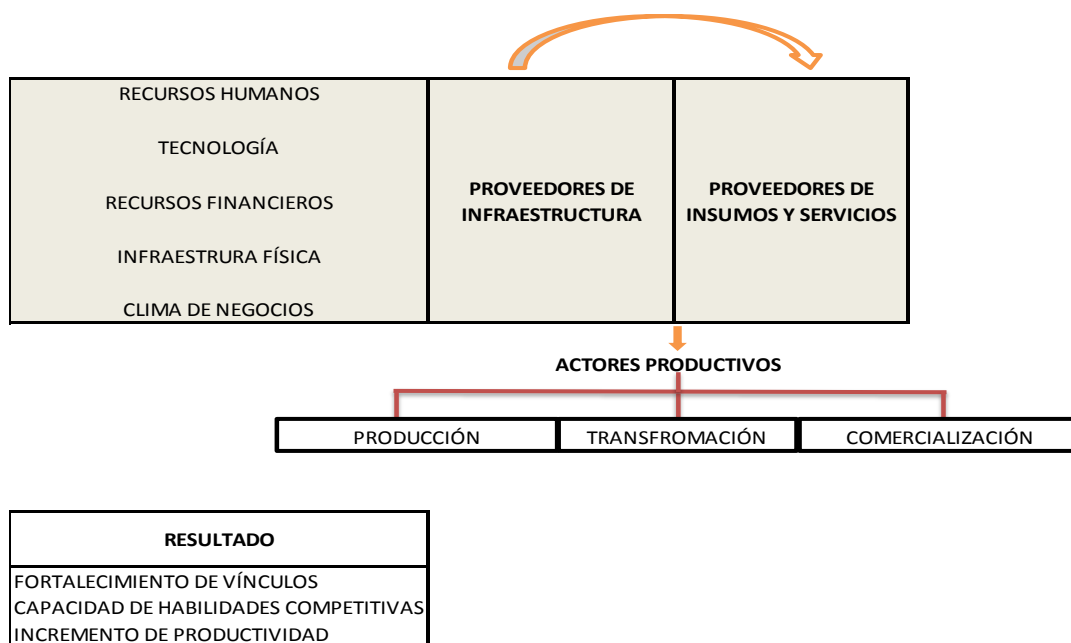 RECURSOS HUMANOS
TECNOLOGÍA
RECURSOS FINANCIEROS
INFRAESTRURA FÍSICA
CLIMA DE NEGOCIOS
PROVEEDORES DE
INFRAESTRUCTURA
PROVEEDORES DE
INSUMOS Y SERVICIOS
ACTORES PRODUCTIVOS
PRODUCCIÓN
TRANSFROMACIÓN
COMERCIALIZACIÓN
RESULTADO
FORTALECIMIENTO DE VÍNCULOS
CAPACIDAD DE HABILIDADES COMPETITIVAS
INCREMENTO DE PRODUCTIVIDAD